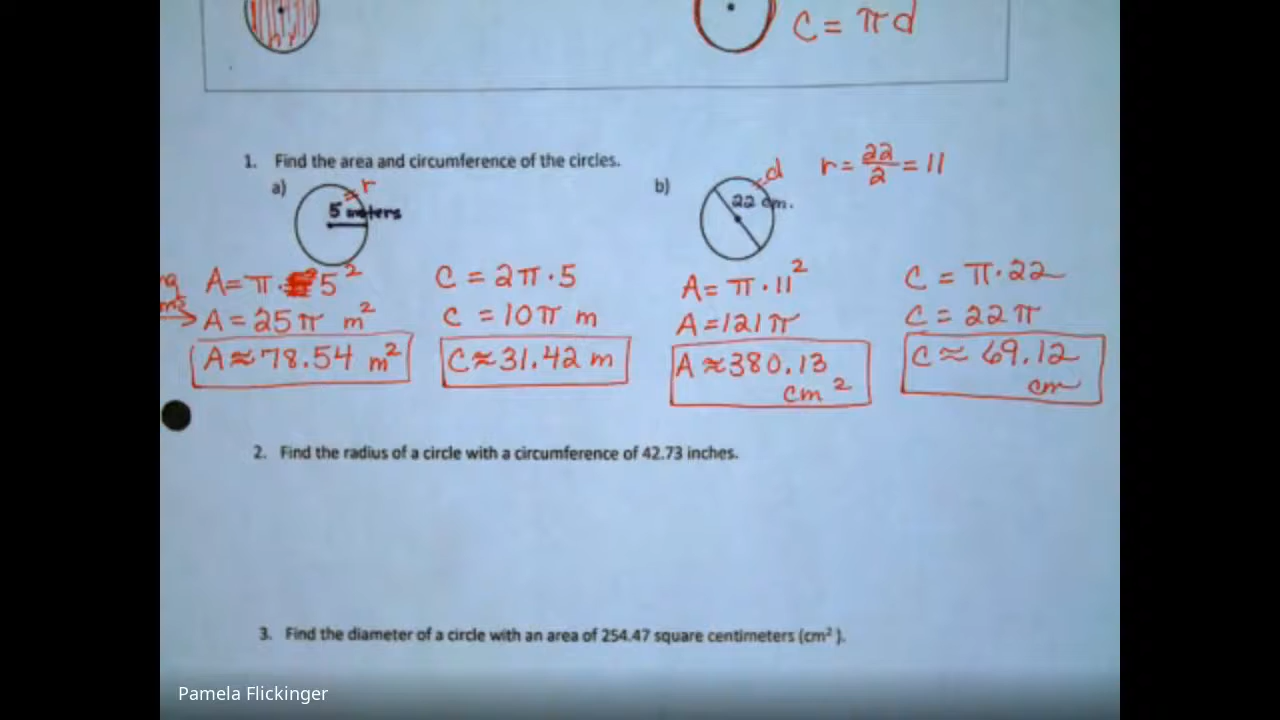 C = πd
1. Find the area and circumference of the circles.
a) r
5 meters
b) d
22 cm.
r = 22/2 = 11
A = π · 5²
A = 25π m²
A ≈ 78.54 m²
C = 2π · 5
C = 10π m
C ≈ 31.42 m
A = π · 11²
A = 121π
A ≈ 380.13
cm²
C = π · 22
C = 22π
C ≈ 69.12
cm
2. Find the radius of a circle with a circumference of 42.73 inches.
3. Find the diameter of a circle with an area of 254.47 square centimeters (cm² ).
Pamela Flickinger